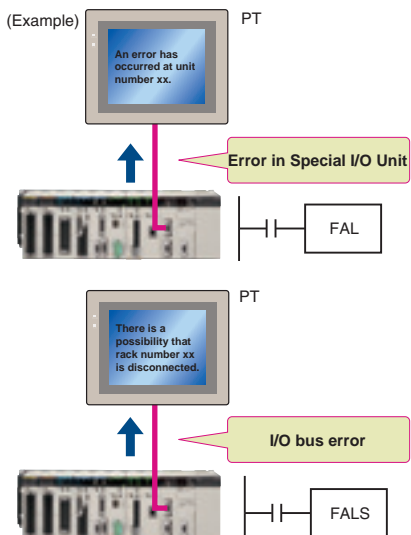 (Example)
PT
An error has
occurred at unit
number xx.
Error in Special I/O Unit
FAL
PT
There is a
possibility that
rack number xx
is disconnected.
I/O bus error
FALS